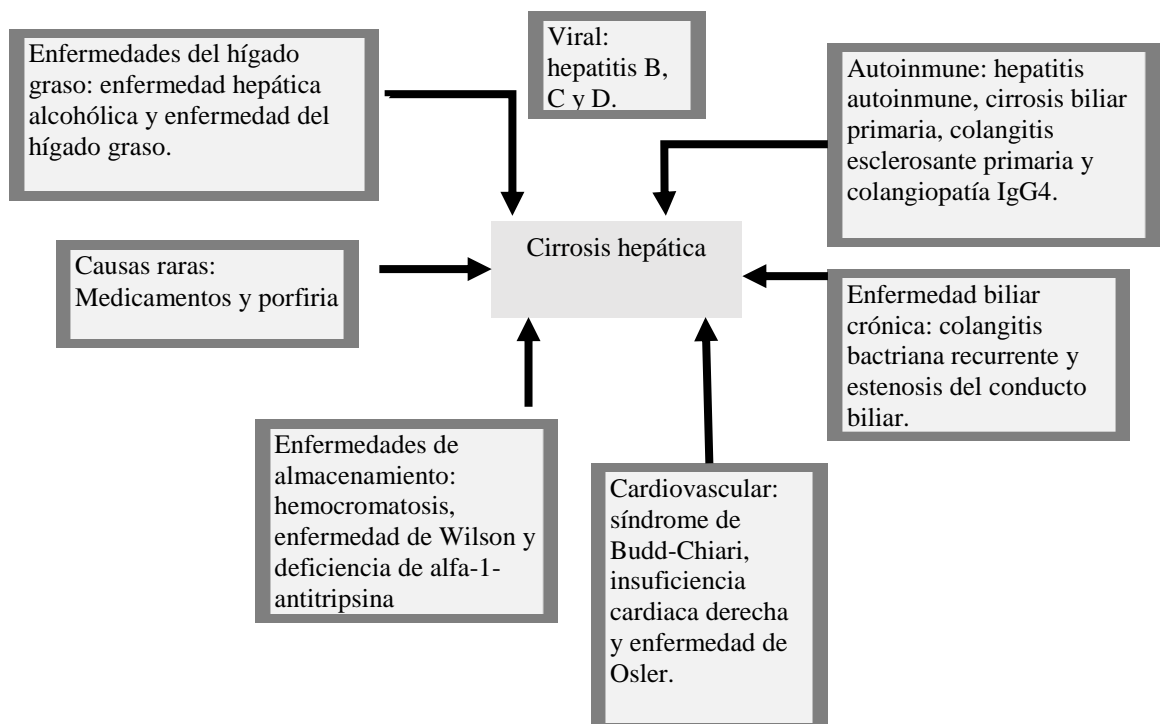 Enfermedades del hígado
graso: enfermedad hepática
alcohólica y enfermedad del
hígado graso.
Viral:
hepatitis B,
C y D.
Autoinmune: hepatitis
autoinmune, cirrosis biliar
primaria, colangitis
esclerosante primaria y
colangiopatía IgG4.
Cirrosis hepática
Causas raras:
Medicamentos y porfiria
Enfermedad biliar
crónica: colangitis
bactriana recurrente y
estenosis del conducto
biliar.
Enfermedades de
almacenamiento:
hemocromatosis,
enfermedad de Wilson y
deficiencia de alfa-1-
antitripsina
Cardiovascular:
síndrome de
Budd-Chiari,
insuficiencia
cardiaca derecha
y enfermedad de
Osler.